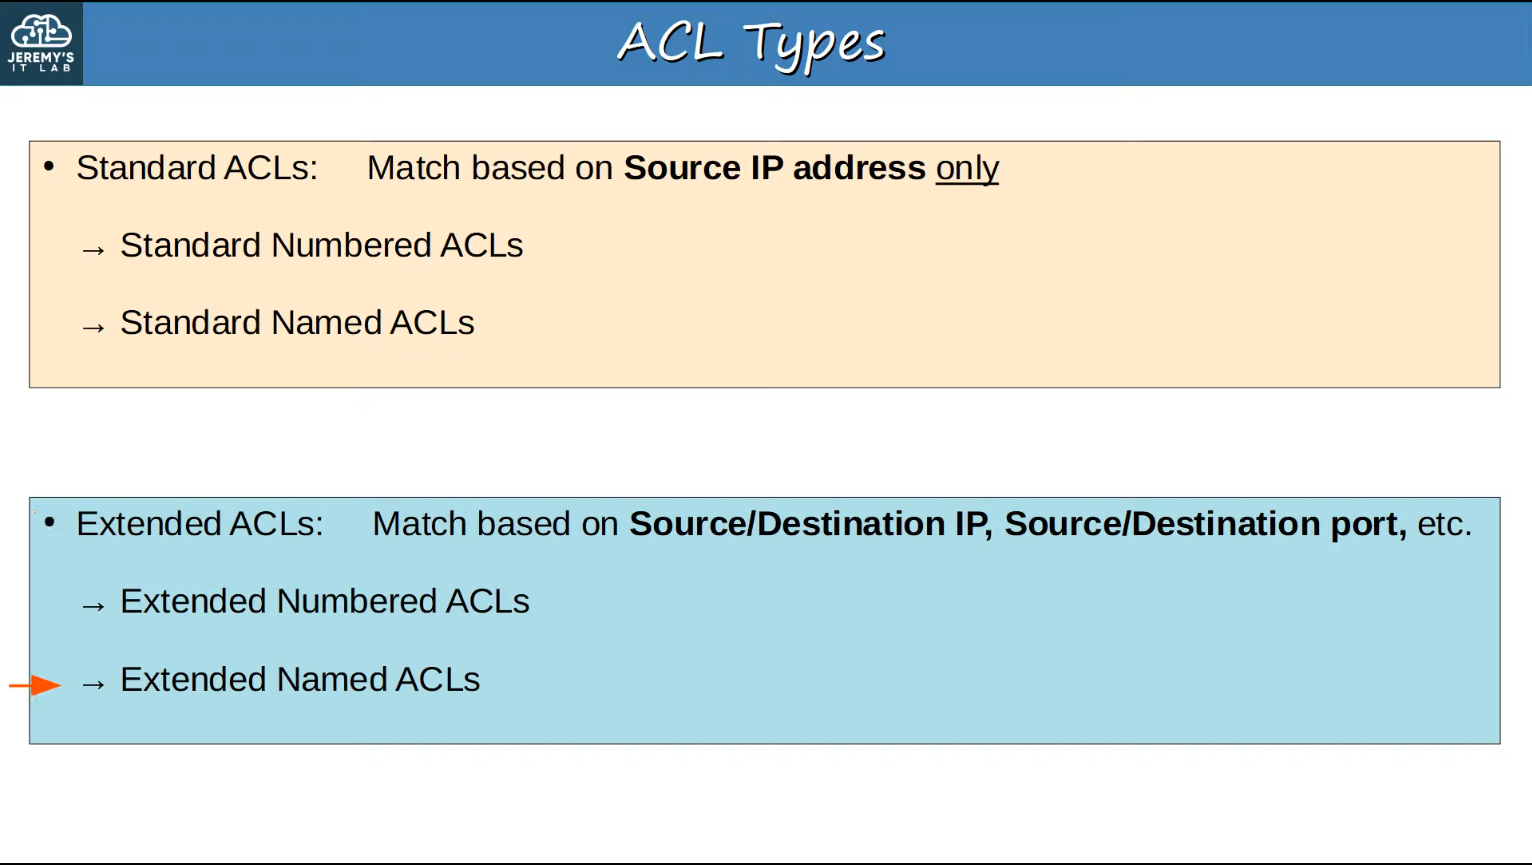 JEREMY'S
IT LAB
ACL Types
• Standard ACLs: Match based on Source IP address only
→ Standard Numbered ACLs
→ Standard Named ACLs
• Extended ACLs: Match based on Source/Destination IP, Source/Destination port, etc.
→ Extended Numbered ACLs
→ Extended Named ACLs